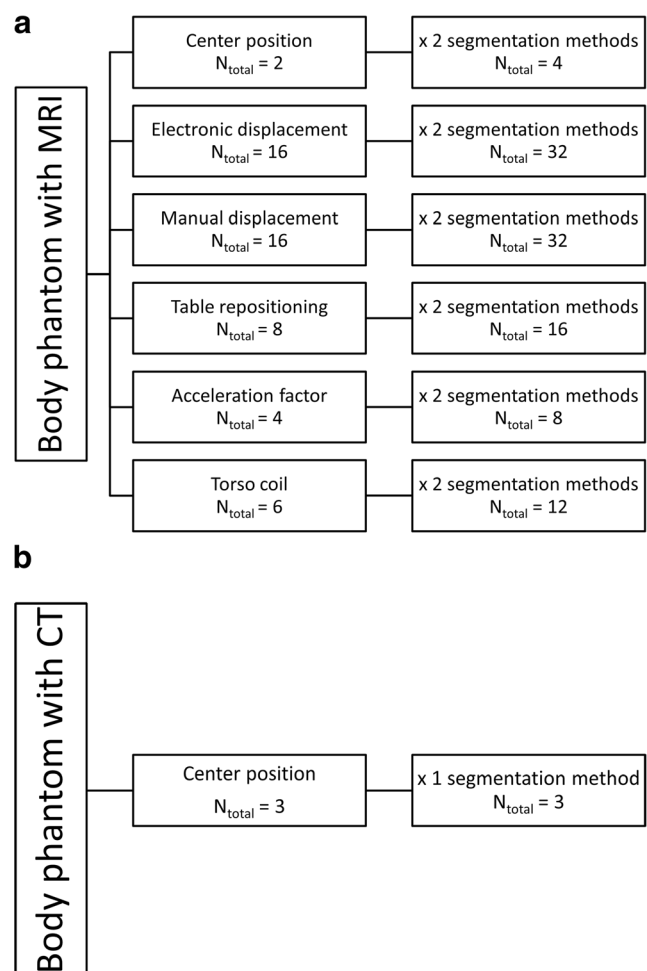 a
Body phantom with MRI
Center position
N_total = 2
x 2 segmentation methods
N_total = 4
Electronic displacement
N_total = 16
x 2 segmentation methods
N_total = 32
Manual displacement
N_total = 16
x 2 segmentation methods
N_total = 32
Table repositioning
N_total = 8
x 2 segmentation methods
N_total = 16
Acceleration factor
N_total = 4
x 2 segmentation methods
N_total = 8
Torso coil
N_total = 6
x 2 segmentation methods
N_total = 12
b
Body phantom with CT
Center position
N_total = 3
x 1 segmentation method
N_total = 3